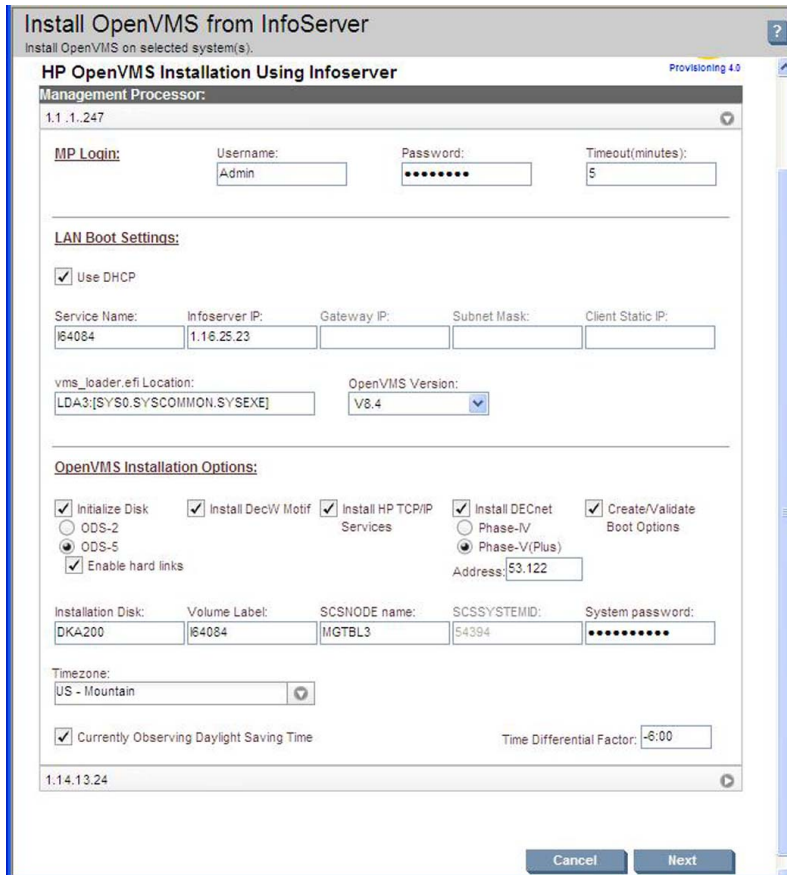 Install OpenVMS from InfoServer
Install OpenVMS on selected system(s).
?
HP OpenVMS Installation Using Infoserver
Provisioning 4.0
Management Processor:
1.1 .1..247
MP Login:
Username:
Password:
Timeout(minutes):
Admin
••••••••
5
LAN Boot Settings:
Use DHCP
Service Name:
Infoserver IP:
Gateway IP:
Subnet Mask:
Client Static IP:
I64084
1.16.25.23
vms_loader.efi Location:
OpenVMS Version:
LDA3:[SYS0.SYSCOMMON.SYSEXE]
V8.4
OpenVMS Installation Options:
Initialize Disk
Install DecW Motif
Install HP TCP/IP
Services
Install DECnet
Create/Validate
Boot Options
ODS-2
Phase-IV
ODS-5
Phase-V(Plus)
Enable hard links
Address:
53.122
Installation Disk:
Volume Label:
SCSNODE name:
SCSSYSTEMID:
System password:
DKA200
I64084
MGTBL3
54394
••••••••••
Timezone:
US - Mountain
Currently Observing Daylight Saving Time
Time Differential Factor:
-6:00
1.14.13.24
Cancel
Next